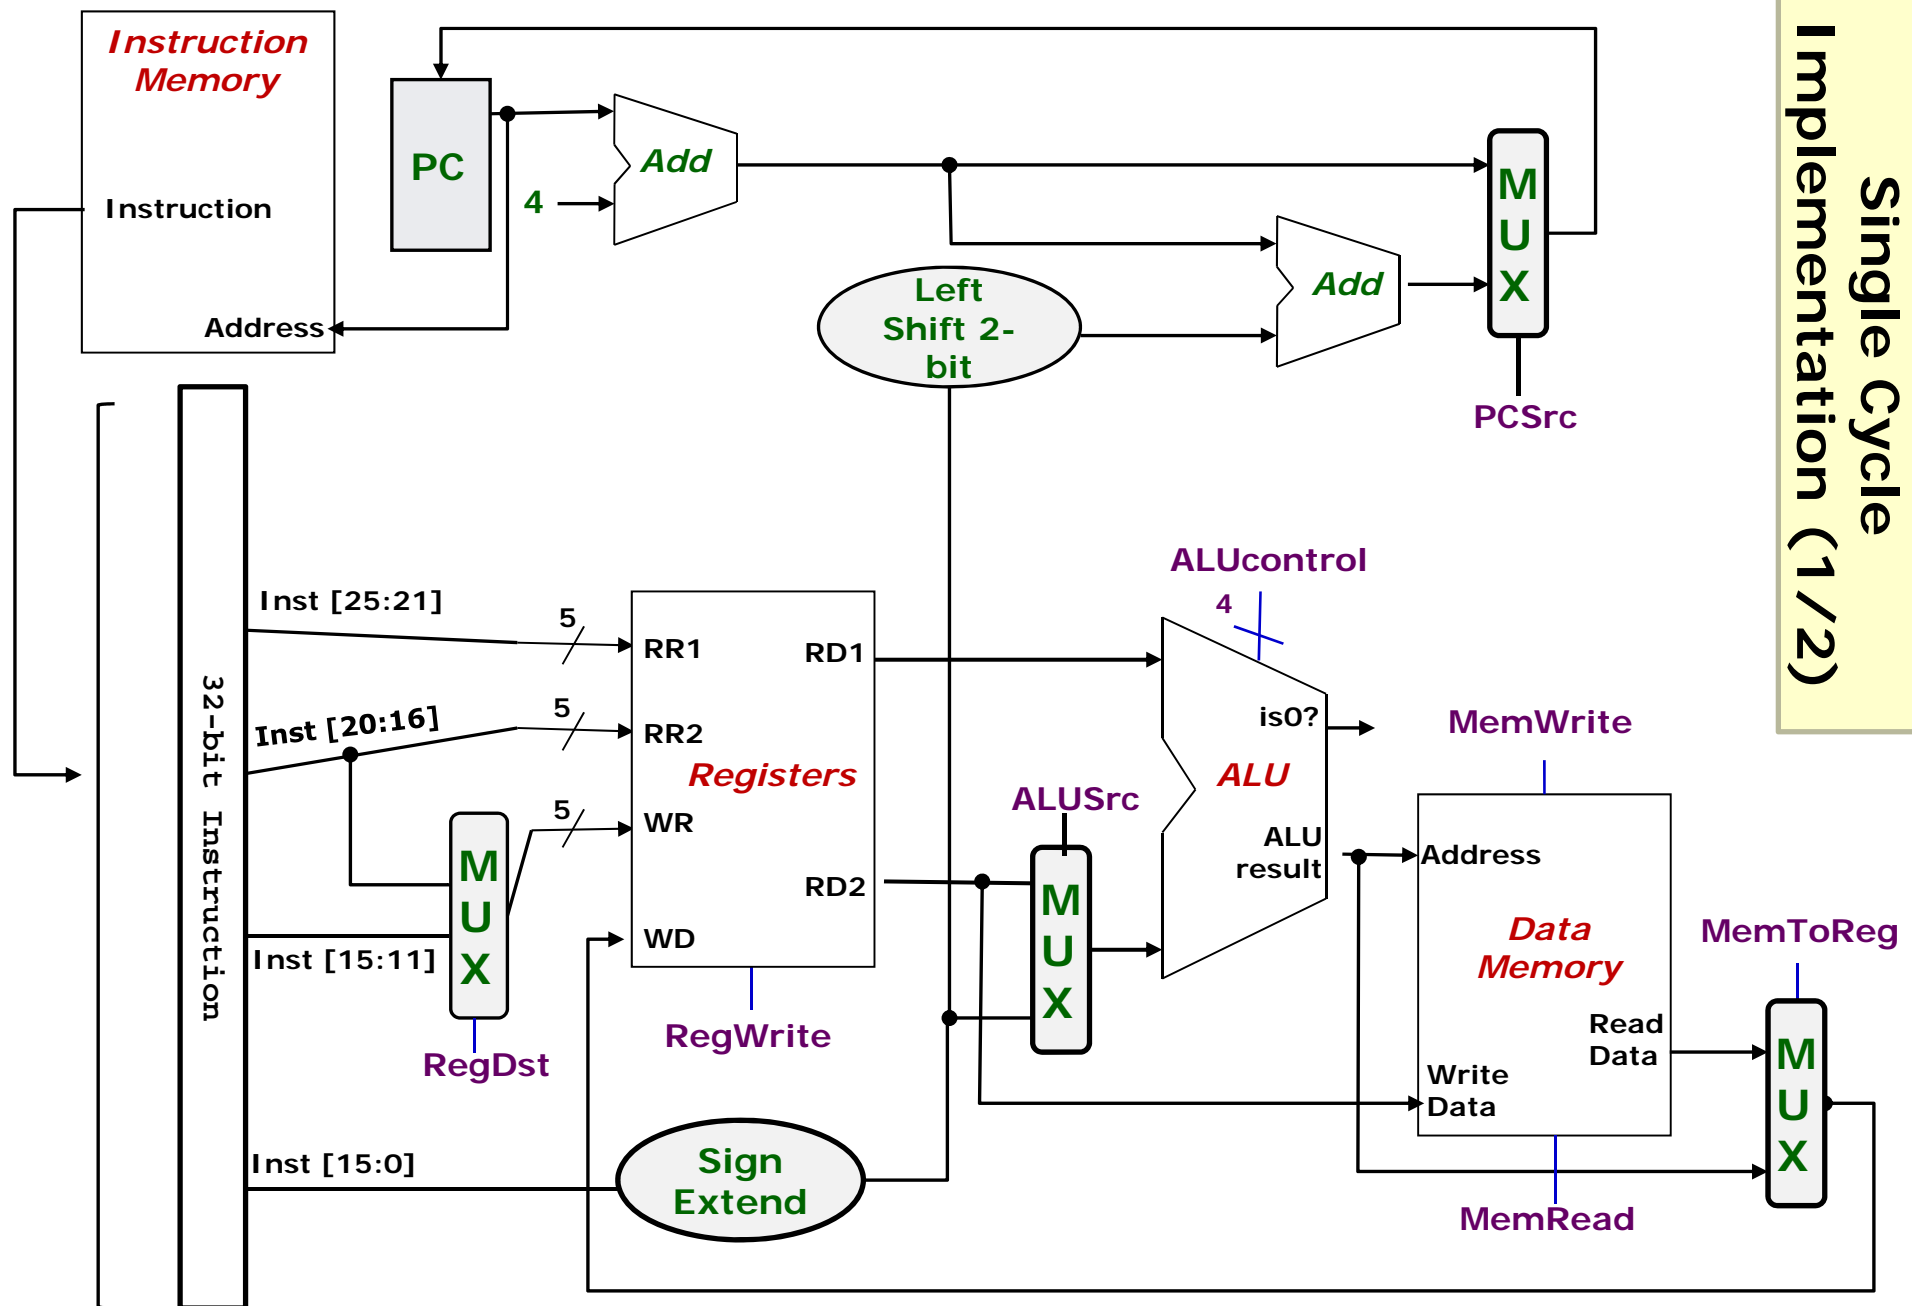 Single Cycle
Implementation (1/2)
Instruction
Memory
Instruction
Address
PC
4
Add
Left
Shift 2-
bit
Add
M
U
X
PCSrc
32-bit Instruction
Inst [25:21]
5
Inst [20:16]
5
5
Inst [15:11]
M
U
X
RegDst
Inst [15:0]
RR1
RR2
WR
WD
RD1
RD2
Registers
RegWrite
Sign
Extend
ALUSrc
M
U
X
ALUcontrol
4
is0?
ALU
ALU
result
MemWrite
Address
Data
Memory
Read
Data
Write
Data
MemRead
MemToReg
M
U
X